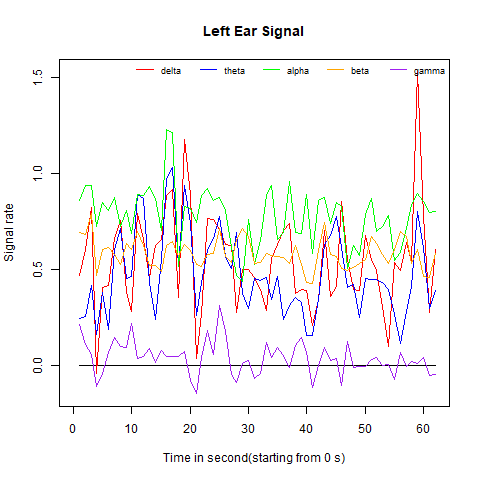 Left Ear Signal
delta theta alpha beta gamma
Signal rate
0.0 0.5 1.0 1.5
0 10 20 30 40 50 60
Time in second(starting from 0 s)